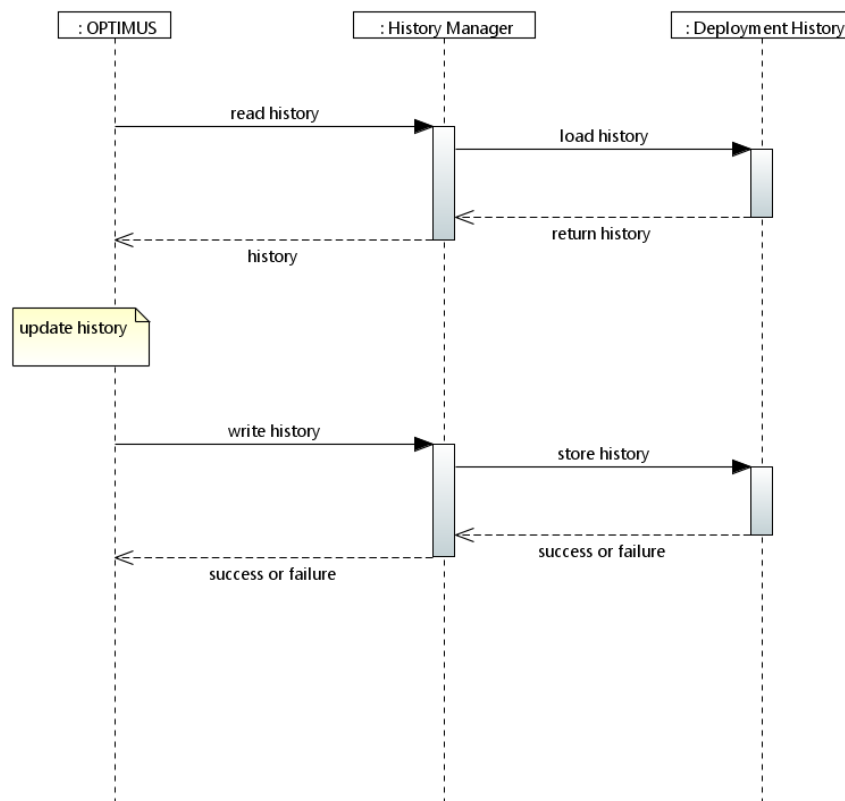 : OPTIMUS
: History Manager
: Deployment History
read history
load history
return history
history
update history
write history
store history
success or failure
success or failure